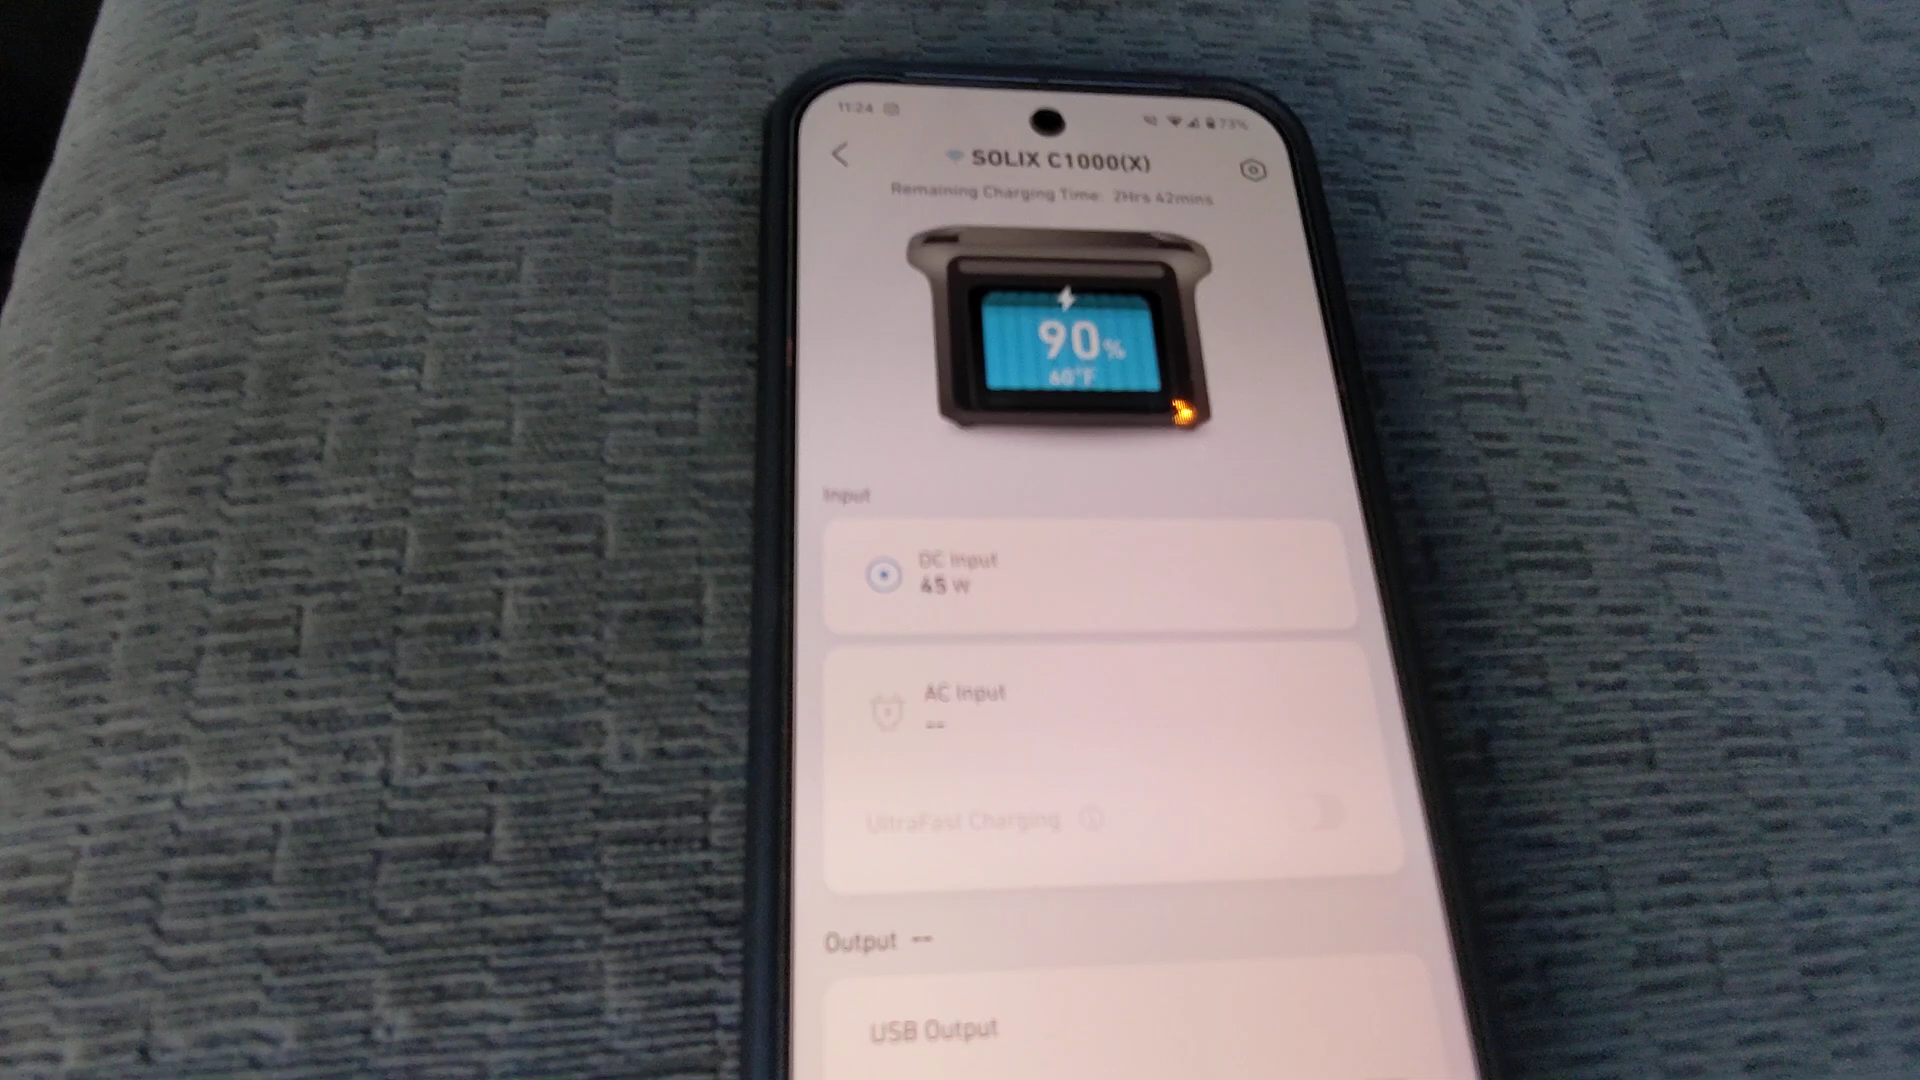 11:24
73%
SOLIX C1000(X)
Remaining Charging Time: 2Hrs 42mins
90%
60°F
Input
DC Input
45 W
AC Input
--
UltraFast Charging
Output --
USB Output